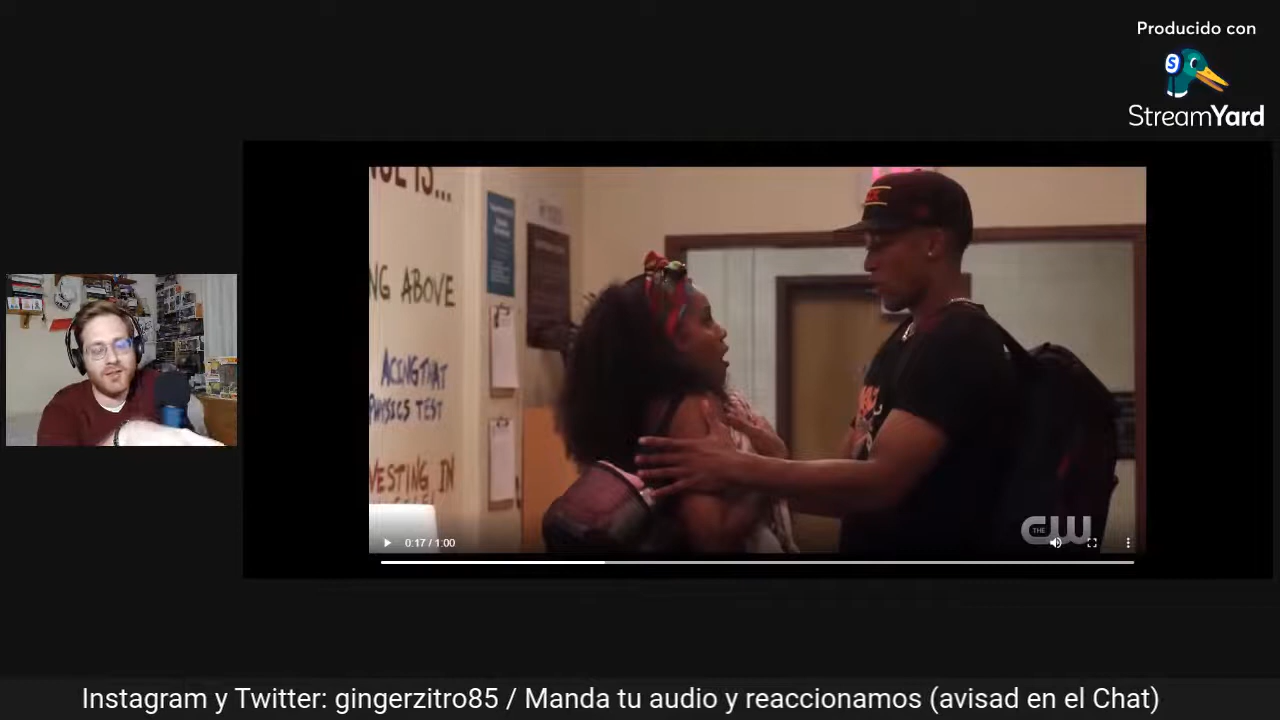 Producido con
S
StreamYard
NG ABOVE
ACING THAT
PHYSICS TEST
VESTING IN
THE CW
0:17 / 1:00
Instagram y Twitter: gingerzitro85 / Manda tu audio y reaccionamos (avisad en el Chat)